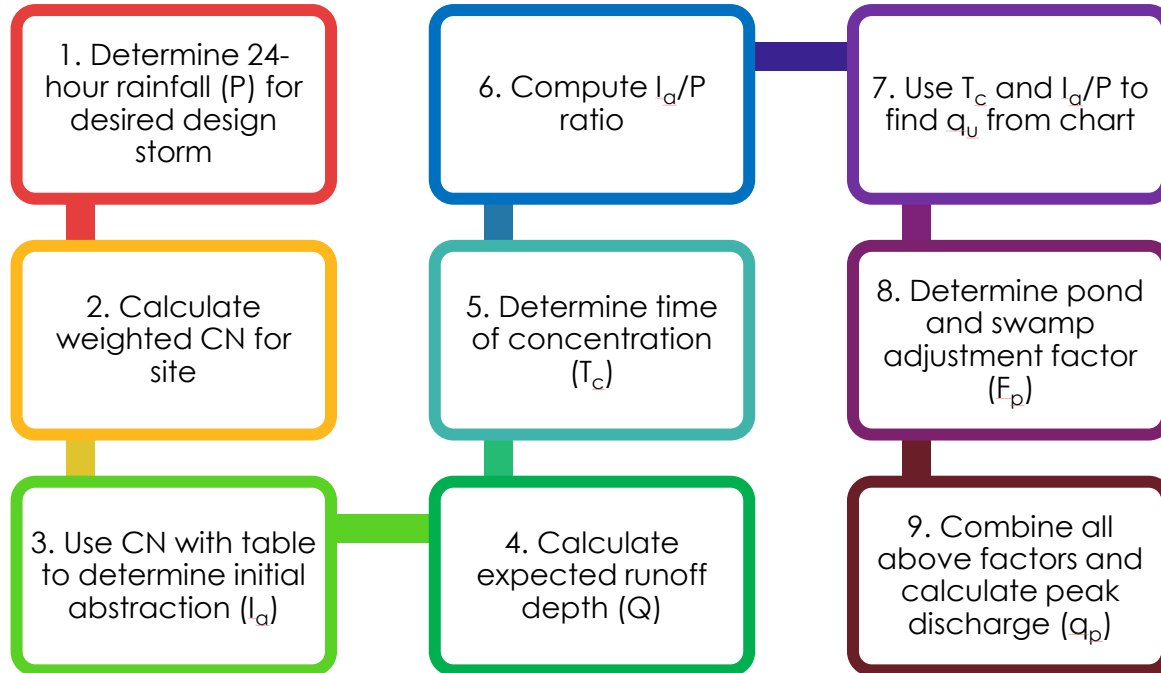 1. Determine 24-
hour rainfall (P) for
desired design
storm
2. Calculate
weighted CN for
site
3. Use CN with table
to determine initial
abstraction (Iₐ)
4. Calculate
expected runoff
depth (Q)
5. Determine time
of concentration
(T_c)
6. Compute Iₐ/P
ratio
7. Use T_c and Iₐ/P to
find qᵤ from chart
8. Determine pond
and swamp
adjustment factor
(Fₚ)
9. Combine all
above factors and
calculate peak
discharge (qₚ)